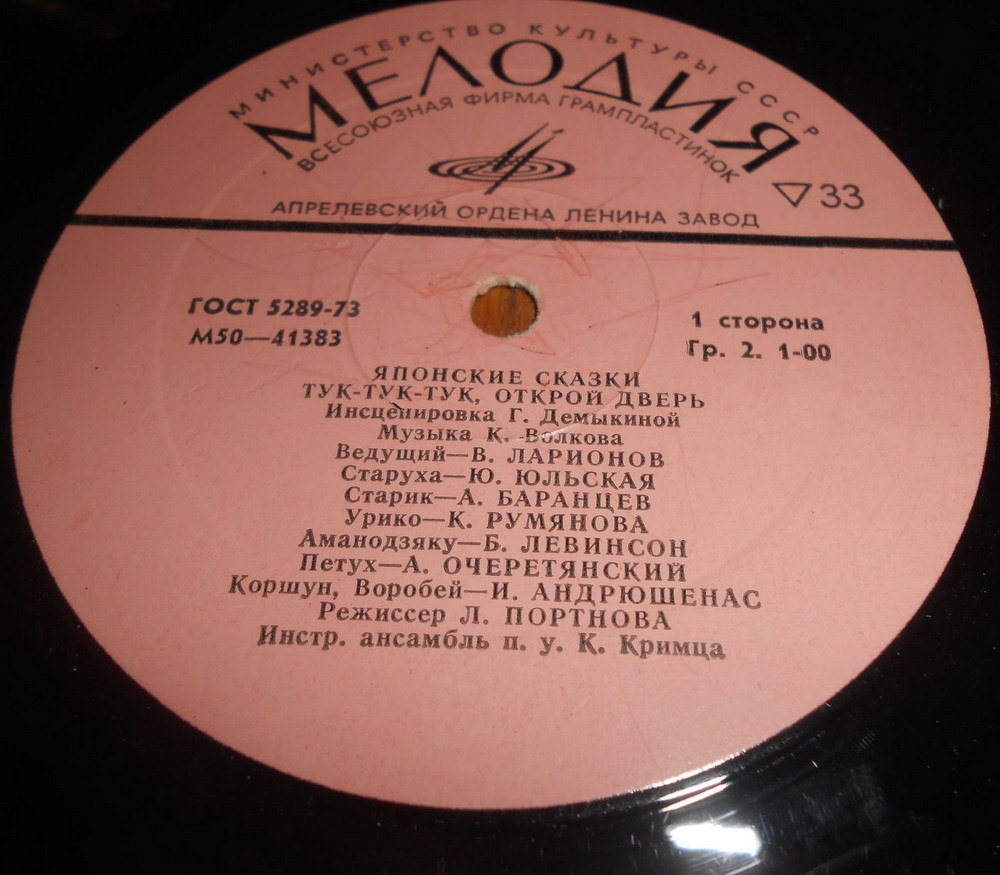 МИНИСТЕРСТВО КУЛЬТУРЫ СССР
МЕЛОДИЯ
ВСЕСОЮЗНАЯ ФИРМА ГРАМПЛАСТИНОК
33
АПРЕЛЕВСКИЙ ОРДЕНА ЛЕНИНА ЗАВОД
ГОСТ 5289-73
М50—41383
1 сторона
Гр. 2. 1-00
ЯПОНСКИЕ СКАЗКИ
ТУК-ТУК-ТУК, ОТКРОЙ ДВЕРЬ
Инсценировка Г. Демыкиной
Музыка К. Волкова
Ведущий—В. ЛАРИОНОВ
Старуха—Ю. ЮЛЬСКАЯ
Старик—А. БАРАНЦЕВ
Урико—К. РУМЯНОВА
Аманодзяку—Б. ЛЕВИНСОН
Петух—А. ОЧЕРЕТЯНСКИЙ
Коршун, Воробей—И. АНДРЮШЕНАС
Режиссер Л. ПОРТНОВА
Инстр. ансамбль п. у. К. Кримца